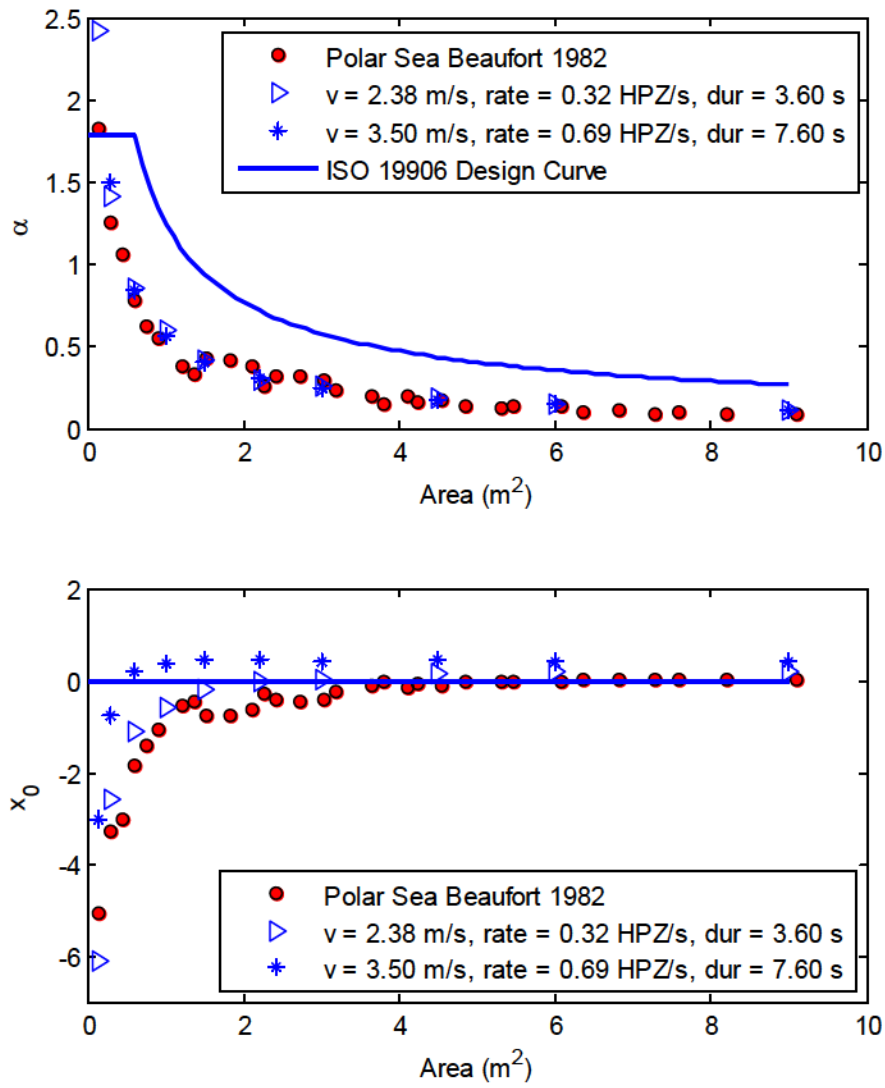 2.5
2
1.5
1
0.5
0
α
Polar Sea Beaufort 1982
v = 2.38 m/s, rate = 0.32 HPZ/s, dur = 3.60 s
v = 3.50 m/s, rate = 0.69 HPZ/s, dur = 7.60 s
ISO 19906 Design Curve
0 2 4 6 8 10
Area (m²)
2
0
-2
-4
-6
x₀
Polar Sea Beaufort 1982
v = 2.38 m/s, rate = 0.32 HPZ/s, dur = 3.60 s
v = 3.50 m/s, rate = 0.69 HPZ/s, dur = 7.60 s
0 2 4 6 8 10
Area (m²)